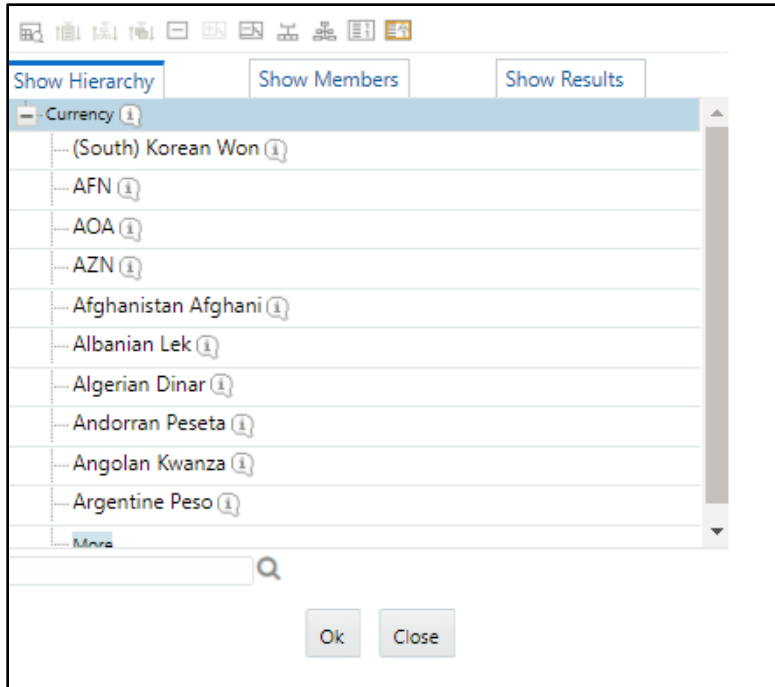 Show Hierarchy Show Members Show Results
Currency
(South) Korean Won
AFN
AOA
AZN
Afghanistan Afghani
Albanian Lek
Algerian Dinar
Andorran Peseta
Angolan Kwanza
Argentine Peso
More
Ok Close